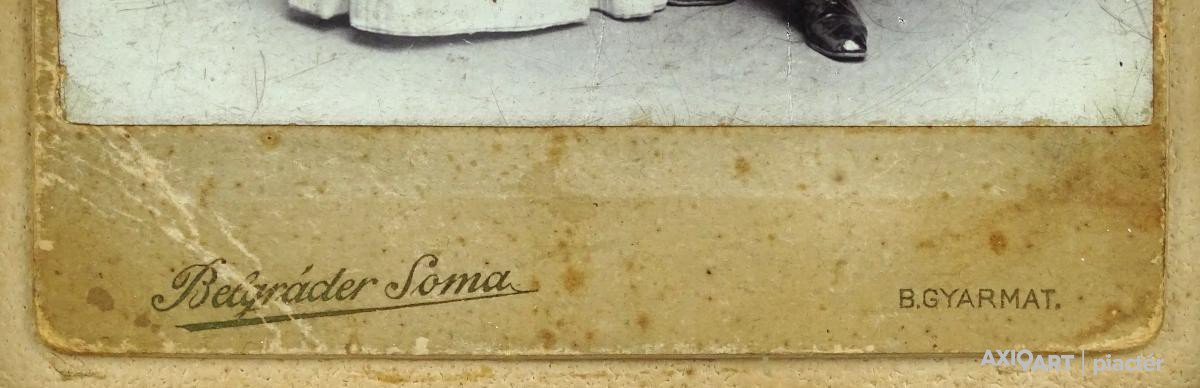 Belgráder Soma
B.GYARMAT.
AXIOART | piactér